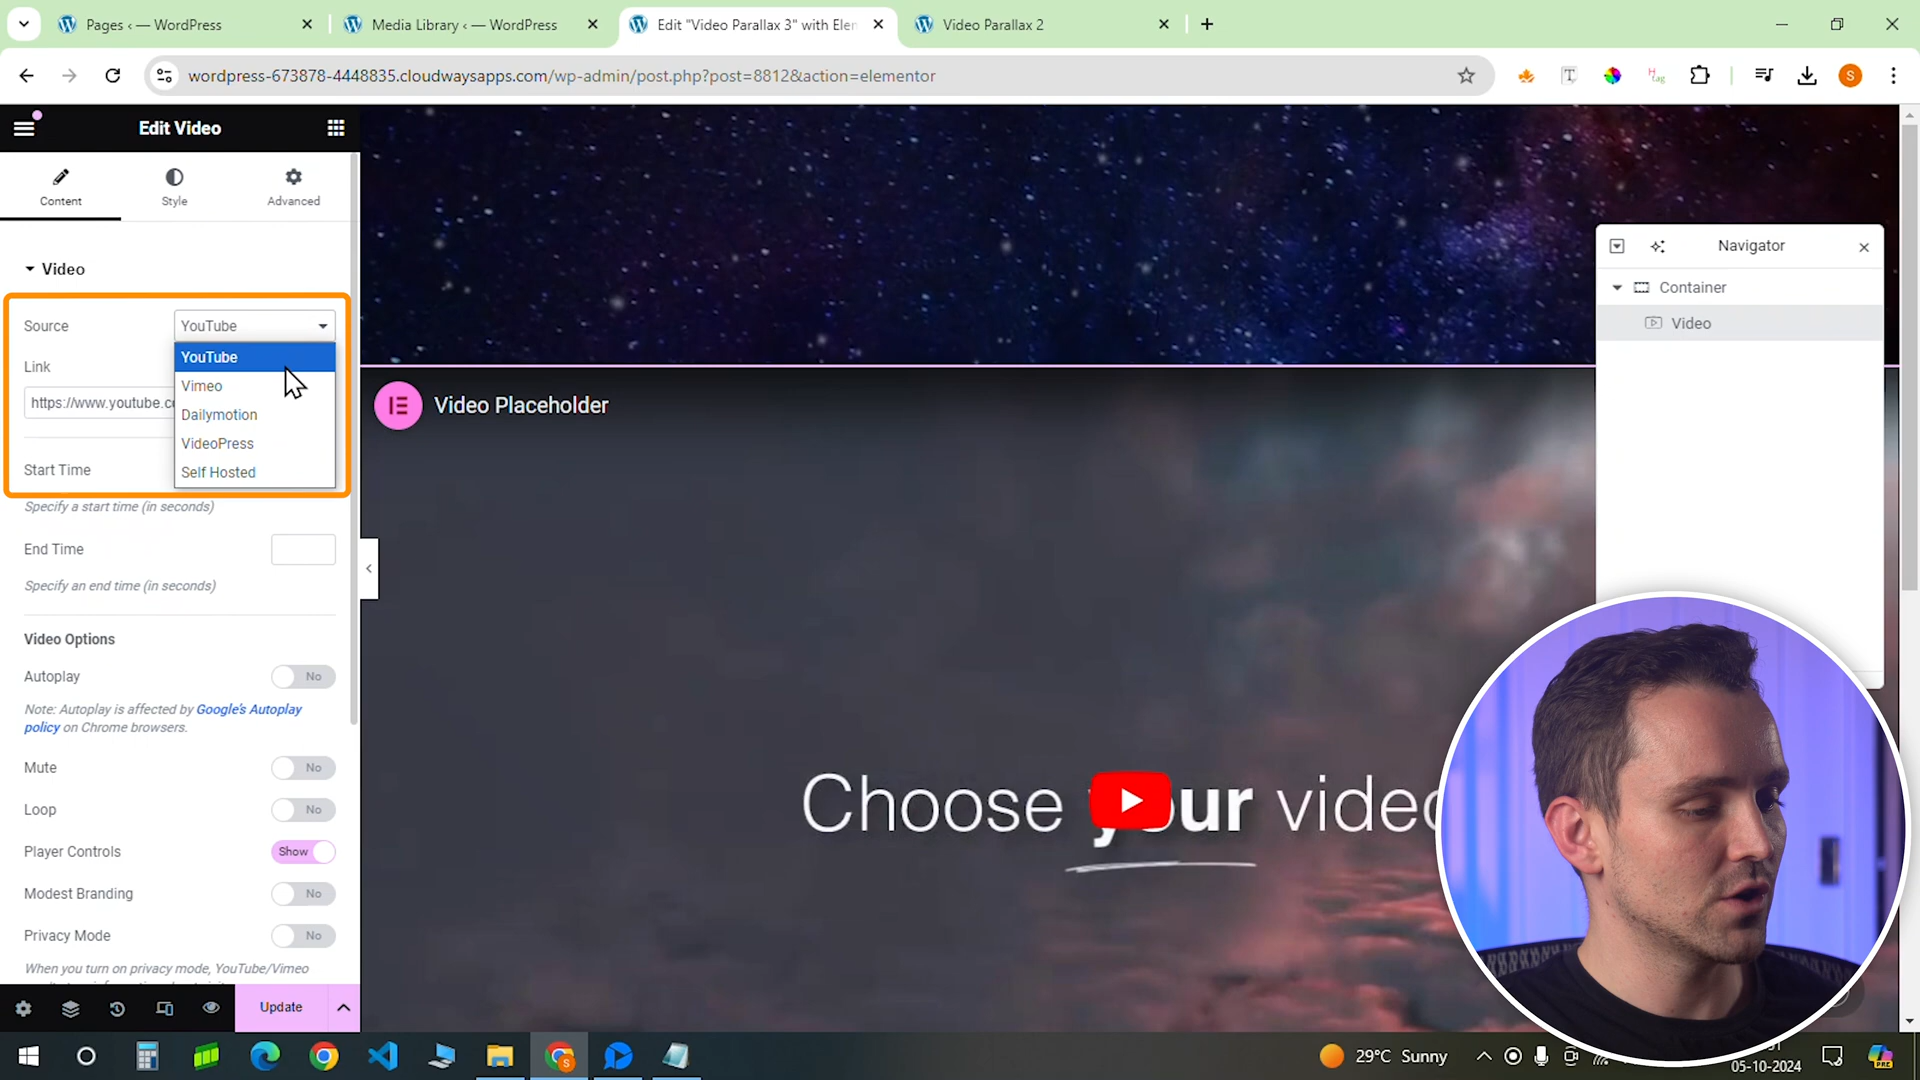 Pages ‹ — WordPress
Media Library ‹ — WordPress
Edit "Video Parallax 3" with Elem
Video Parallax 2
wordpress-673878-4448835.cloudwaysapps.com/wp-admin/post.php?post=8812&action=elementor
S
Edit Video
Content
Style
Advanced
Video
Source
YouTube
YouTube
Link
Vimeo
https://www.youtube.co
Dailymotion
VideoPress
Start Time
Self Hosted
Specify a start time (in seconds)
End Time
Specify an end time (in seconds)
Video Options
Autoplay
No
Note: Autoplay is affected by Google's Autoplay
policy on Chrome browsers.
Mute
No
Loop
No
Player Controls
Show
Modest Branding
No
Privacy Mode
No
When you turn on privacy mode, YouTube/Vimeo
Update
Video Placeholder
Choose your video
Navigator
Container
Video
29°C Sunny
05-10-2024